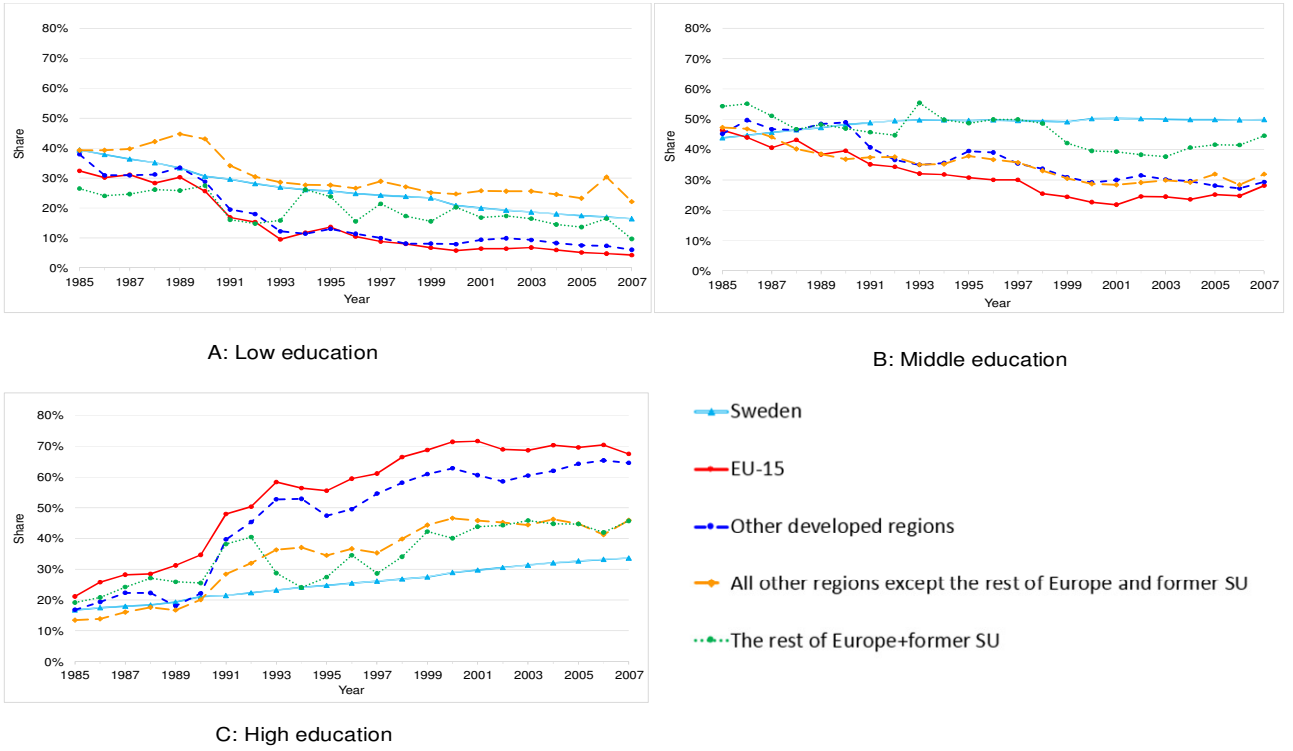 80%
70%
60%
50%
40%
30%
20%
10%
0%
Share
1985 1987 1989 1991 1993 1995 1997 1999 2001 2003 2005 2007
Year
A: Low education
80%
70%
60%
50%
40%
30%
20%
10%
0%
Share
1985 1987 1989 1991 1993 1995 1997 1999 2001 2003 2005 2007
Year
B: Middle education
80%
70%
60%
50%
40%
30%
20%
10%
0%
Share
1985 1987 1989 1991 1993 1995 1997 1999 2001 2003 2005 2007
Year
C: High education
Sweden
EU-15
Other developed regions
All other regions except the rest of Europe and former SU
The rest of Europe+former SU